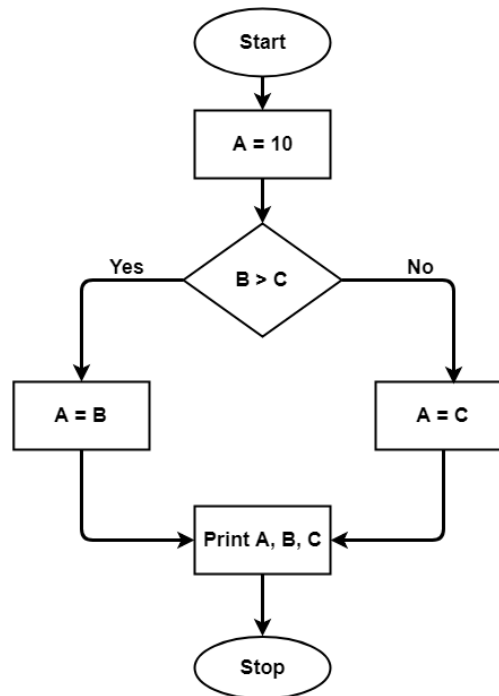 Start
A = 10
Yes
B > C
No
A = B
A = C
Print A, B, C
Stop